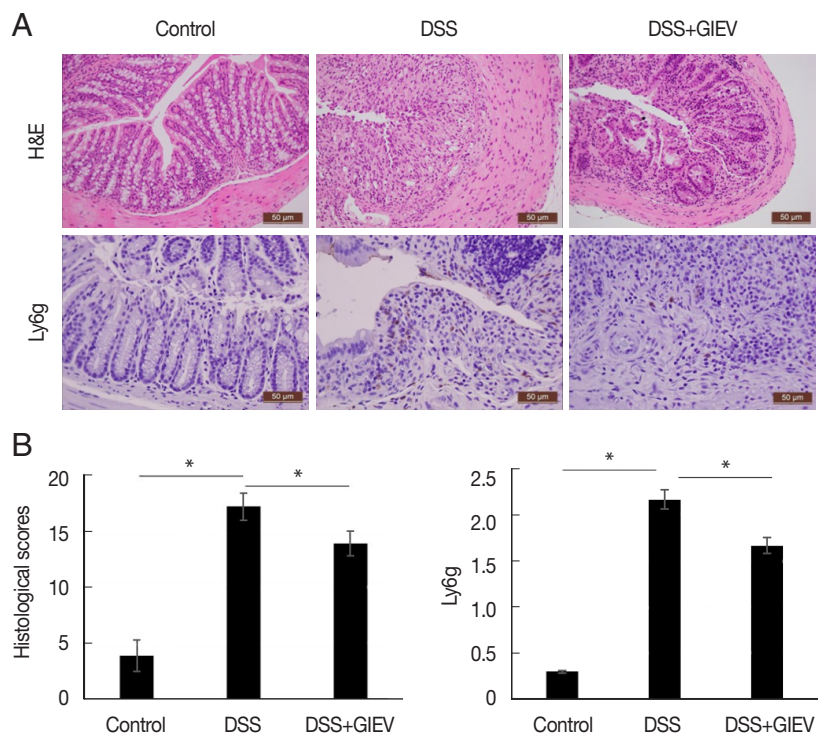 A
Control DSS DSS+GIEV
H&E
50 µm 50 µm 50 µm
Ly6g
50 µm 50 µm 50 µm
B
Histological scores
20
15
10
5
0
* *
Control DSS DSS+GIEV
Ly6g
2.5
2.0
1.5
1.0
0.5
0
* *
Control DSS DSS+GIEV